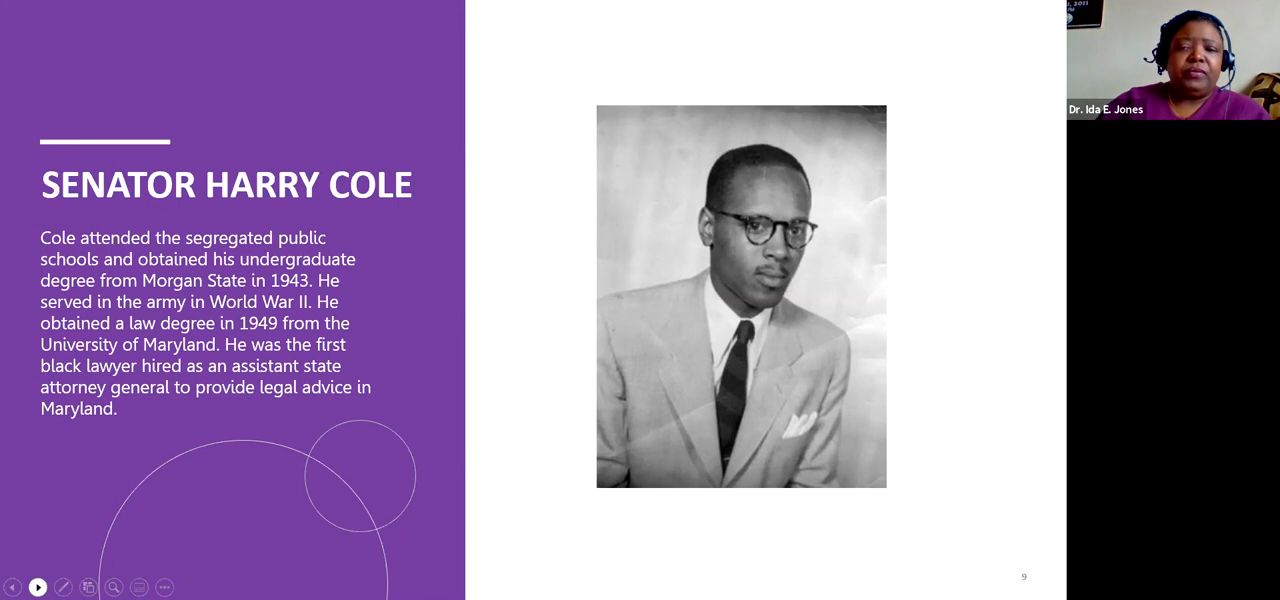 SENATOR HARRY COLE
Cole attended the segregated public
schools and obtained his undergraduate
degree from Morgan State in 1943. He
served in the army in World War II. He
obtained a law degree in 1949 from the
University of Maryland. He was the first
black lawyer hired as an assistant state
attorney general to provide legal advice in
Maryland.
9
2011
Dr. Ida E. Jones